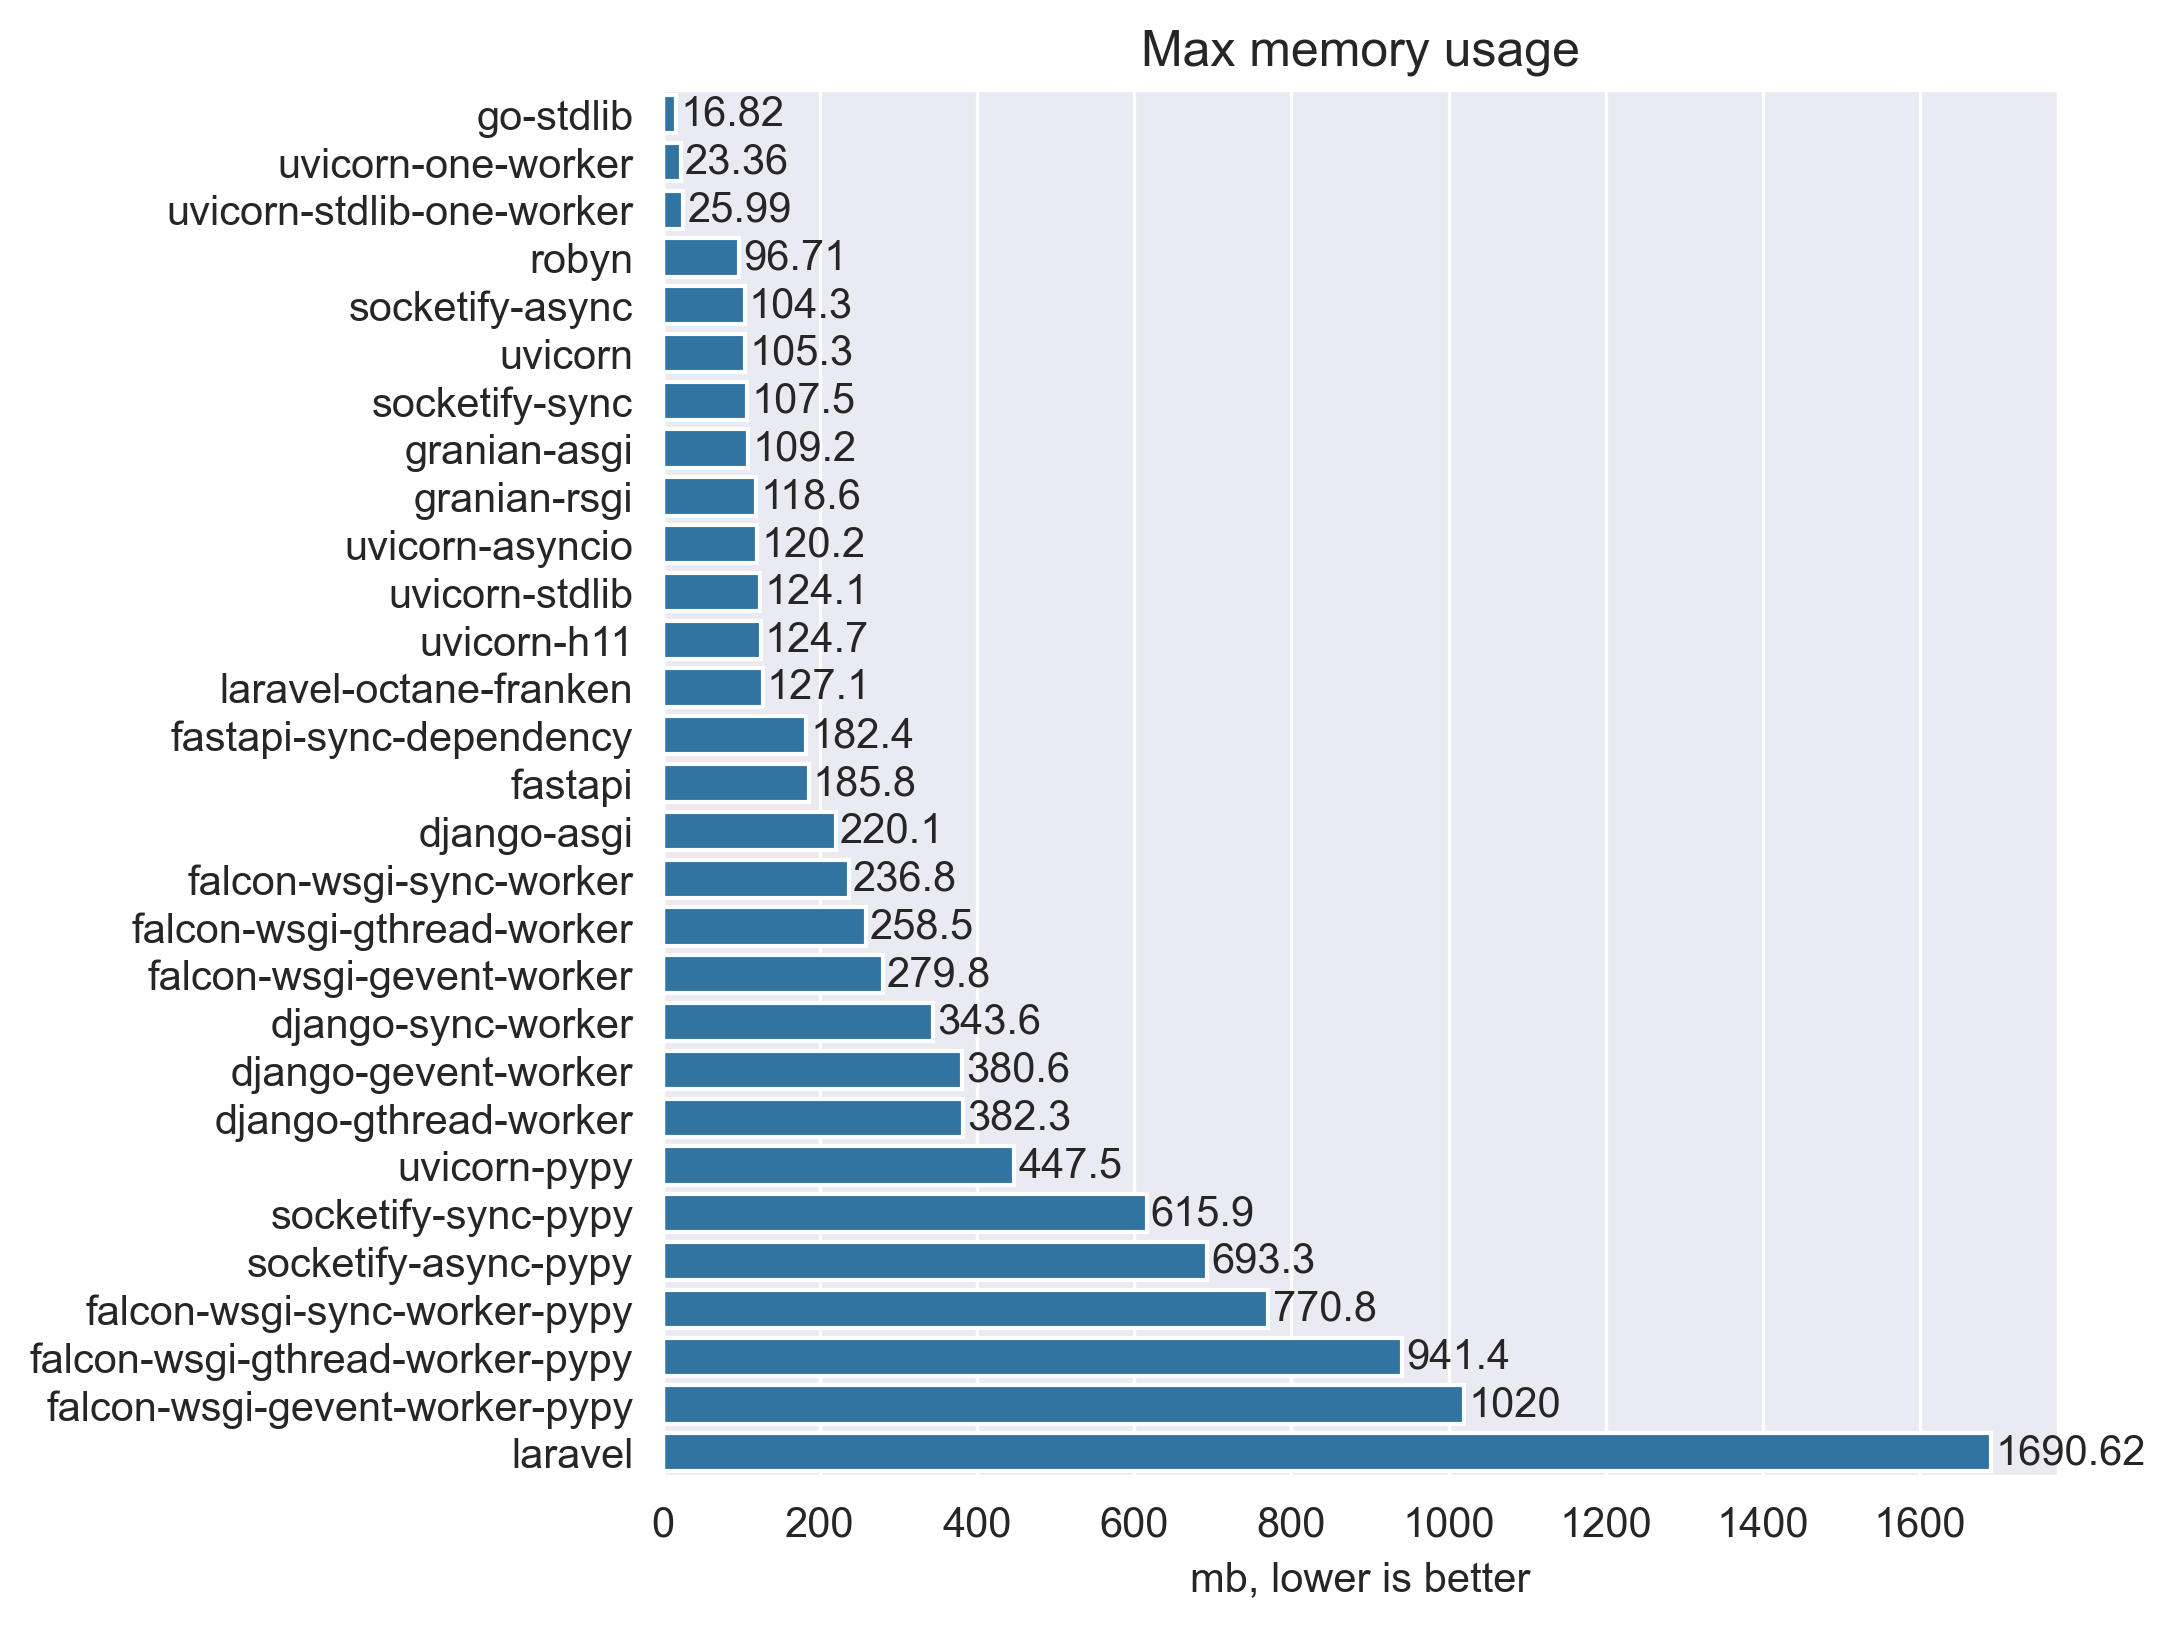 Max memory usage
go-stdlib 16.82
uvicorn-one-worker 23.36
uvicorn-stdlib-one-worker 25.99
robyn 96.71
socketify-async 104.3
uvicorn 105.3
socketify-sync 107.5
granian-asgi 109.2
granian-rsgi 118.6
uvicorn-asyncio 120.2
uvicorn-stdlib 124.1
uvicorn-h11 124.7
laravel-octane-franken 127.1
fastapi-sync-dependency 182.4
fastapi 185.8
django-asgi 220.1
falcon-wsgi-sync-worker 236.8
falcon-wsgi-gthread-worker 258.5
falcon-wsgi-gevent-worker 279.8
django-sync-worker 343.6
django-gevent-worker 380.6
django-gthread-worker 382.3
uvicorn-pypy 447.5
socketify-sync-pypy 615.9
socketify-async-pypy 693.3
falcon-wsgi-sync-worker-pypy 770.8
falcon-wsgi-gthread-worker-pypy 941.4
falcon-wsgi-gevent-worker-pypy 1020
laravel 1690.62
0 200 400 600 800 1000 1200 1400 1600
mb, lower is better